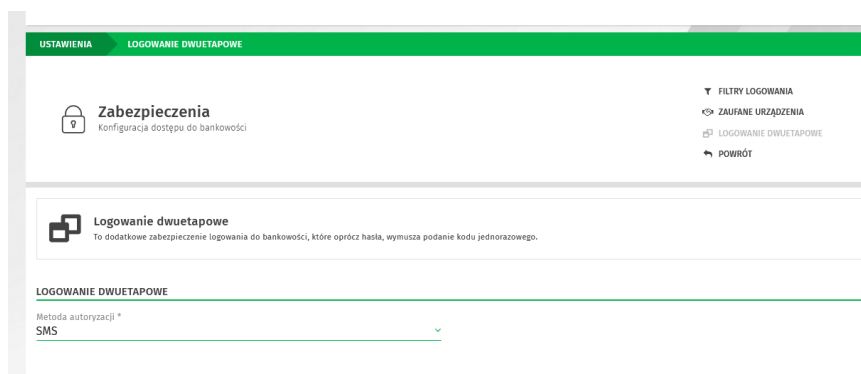 USTAWIENIA
LOGOWANIE DWUETAPOWE
Zabezpieczenia
Konfiguracja dostępu do bankowości
FILTRY LOGOWANIA
ZAUFANE URZĄDZENIA
LOGOWANIE DWUETAPOWE
POWRÓT
Logowanie dwuetapowe
To dodatkowe zabezpieczenie logowania do bankowości, które oprócz hasła, wymusza podanie kodu jednorazowego.
LOGOWANIE DWUETAPOWE
Metoda autoryzacji *
SMS